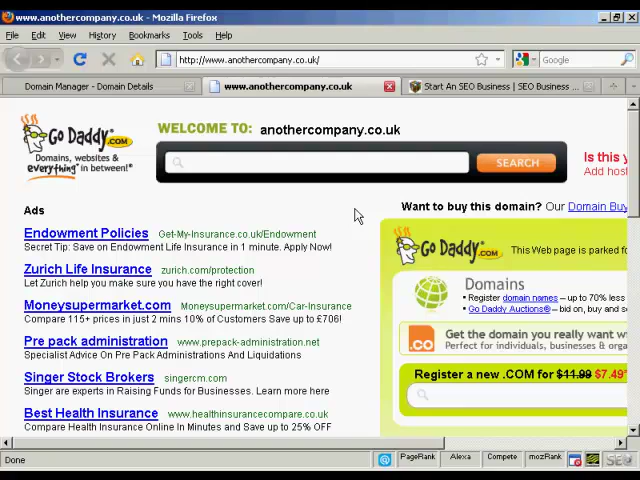 www.anothercompany.co.uk/ - Mozilla Firefox
File Edit View History Bookmarks Tools Help
http://www.anothercompany.co.uk/
Google
Domain Manager - Domain Details
www.anothercompany.co.uk
Start An SEO Business | SEO Business ...
Go Daddy.COM
Domains, websites &
everything* in between!®
WELCOME TO: anothercompany.co.uk
SEARCH
Is this y
Add host
Want to buy this domain? Our Domain Buy
Ads
Endowment Policies Get-My-Insurance.co.uk/Endowment
Secret Tip: Save on Endowment Life Insurance in 1 minute. Apply Now!
Zurich Life Insurance zurich.com/protection
Let Zurich help you make sure you have the right cover!
Moneysupermarket.com Moneysupermarket.com/Car-Insurance
Compare 115+ prices in just 2 mins 10% of Customers Save up to £706!
Pre pack administration www.prepack-administration.net
Specialist Advice On Pre Pack Administrations And Liquidations
Singer Stock Brokers singercm.com
Singer are experts in Raising Funds for Businesses. Learn more here
Best Health Insurance www.healthinsurancecompare.co.uk
Compare Health Insurance Online In Minutes and Save up to 25% OFF
Go Daddy.COM This Web page is parked fo
Domains
• Register domain names – up to 70% less
• Go Daddy Auctions® – bid on, buy and se
.CO
Get the domain you really want wi
Perfect for individuals, businesses & orga
Register a new .COM for $11.99 $7.49*
Done
PageRank Alexa Compete mozRank
SEO